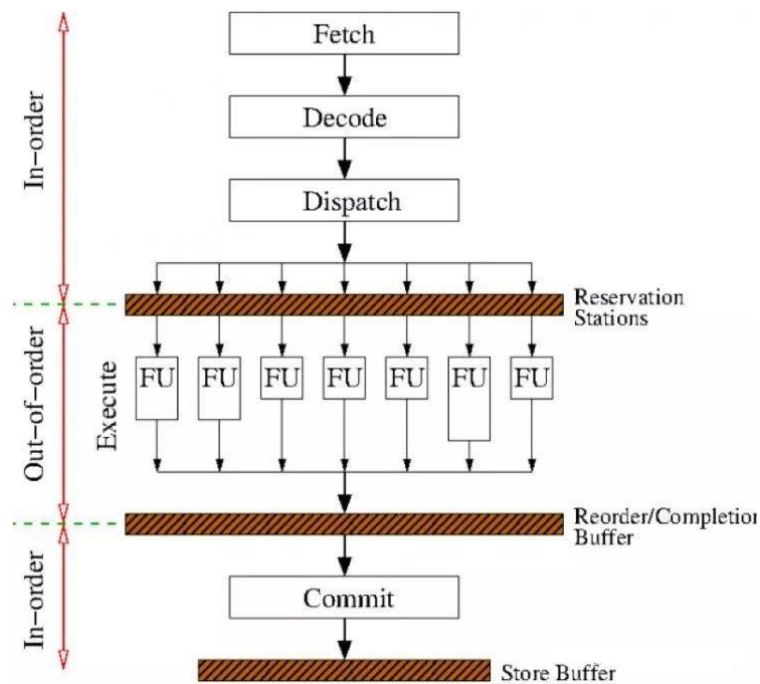 Fetch
In-order
Decode
Dispatch
Reservation
Stations
Out-of-order
Execute
FU FU FU FU FU FU FU
Reorder/Completion
Buffer
In-order
Commit
Store Buffer